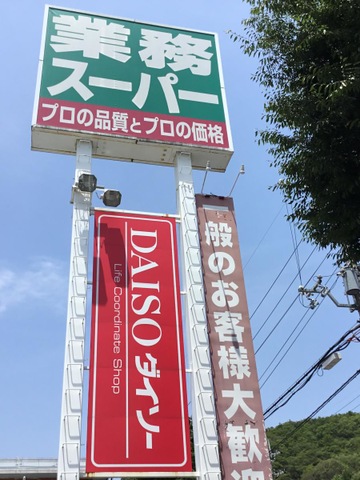 業務
スーパー
プロの品質とプロの価格
DAISO ダイソー
Life Coordinate Shop
一般のお客様大歓迎